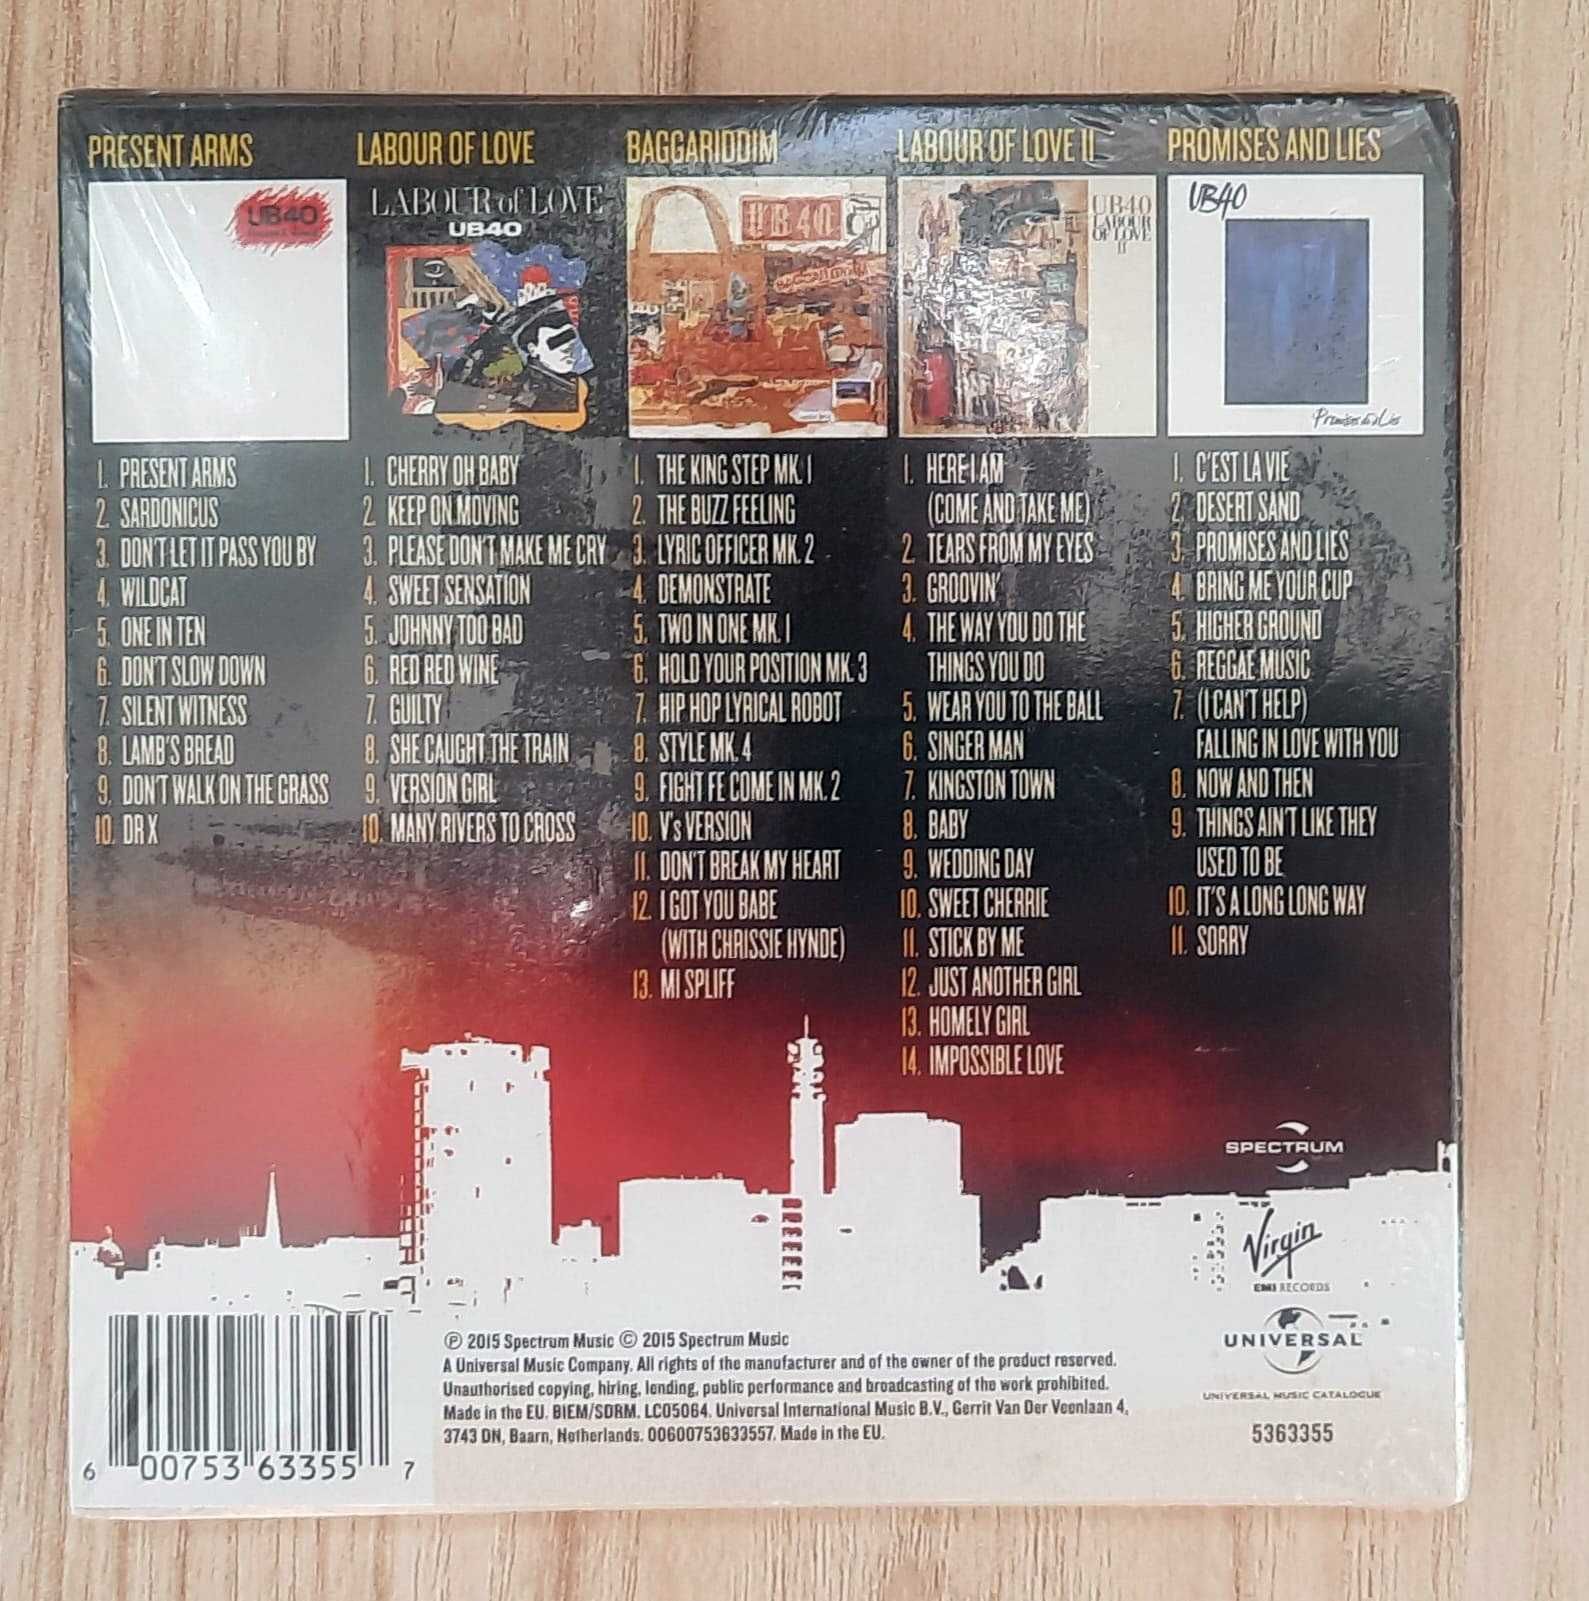 PRESENT ARMS
UB40
1. PRESENT ARMS
2. SARDONICUS
3. DON'T LET IT PASS YOU BY
4. WILDCAT
5. ONE IN TEN
6. DON'T SLOW DOWN
7. SILENT WITNESS
8. LAMB'S BREAD
9. DON'T WALK ON THE GRASS
10. DR X
LABOUR OF LOVE
LABOUR of LOVE
UB40
1. CHERRY OH BABY
2. KEEP ON MOVING
3. PLEASE DON'T MAKE ME CRY
4. SWEET SENSATION
5. JOHNNY TOO BAD
6. RED RED WINE
7. GUILTY
8. SHE CAUGHT THE TRAIN
9. VERSION GIRL
10. MANY RIVERS TO CROSS
BAGGARIDDIM
UB40
1. THE KING STEP MK. 1
2. THE BUZZ FEELING
3. LYRIC OFFICER MK. 2
4. DEMONSTRATE
5. TWO IN ONE MK. 1
6. HOLD YOUR POSITION MK. 3
7. HIP HOP LYRICAL ROBOT
8. STYLE MK. 4
9. FIGHT FE COME IN MK. 2
10. V's VERSION
11. DON'T BREAK MY HEART
12. I GOT YOU BABE
(WITH CHRISSIE HYNDE)
13. MI SPLIFF
LABOUR OF LOVE II
UB40
LABOUR
OF LOVE
II
1. HERE I AM
(COME AND TAKE ME)
2. TEARS FROM MY EYES
3. GROOVIN'
4. THE WAY YOU DO THE
THINGS YOU DO
5. WEAR YOU TO THE BALL
6. SINGER MAN
7. KINGSTON TOWN
8. BABY
9. WEDDING DAY
10. SWEET CHERRIE
11. STICK BY ME
12. JUST ANOTHER GIRL
13. HOMELY GIRL
14. IMPOSSIBLE LOVE
PROMISES AND LIES
UB40
Promises and Lies
1. C'EST LA VIE
2. DESERT SAND
3. PROMISES AND LIES
4. BRING ME YOUR CUP
5. HIGHER GROUND
6. REGGAE MUSIC
7. (I CAN'T HELP)
FALLING IN LOVE WITH YOU
8. NOW AND THEN
9. THINGS AIN'T LIKE THEY
USED TO BE
10. IT'S A LONG LONG WAY
11. SORRY
SPECTRUM
Virgin
EMI RECORDS
UNIVERSAL
UNIVERSAL MUSIC CATALOGUE
5363355
6 00753 63355 7
℗ 2015 Spectrum Music © 2015 Spectrum Music
A Universal Music Company. All rights of the manufacturer and of the owner of the product reserved.
Unauthorised copying, hiring, lending, public performance and broadcasting of the work prohibited.
Made in the EU. BIEM/SDRM. LC05064. Universal International Music B.V., Gerrit Van Der Veenlaan 4,
3743 DN, Baarn, Netherlands. 00600753633557. Made in the EU.